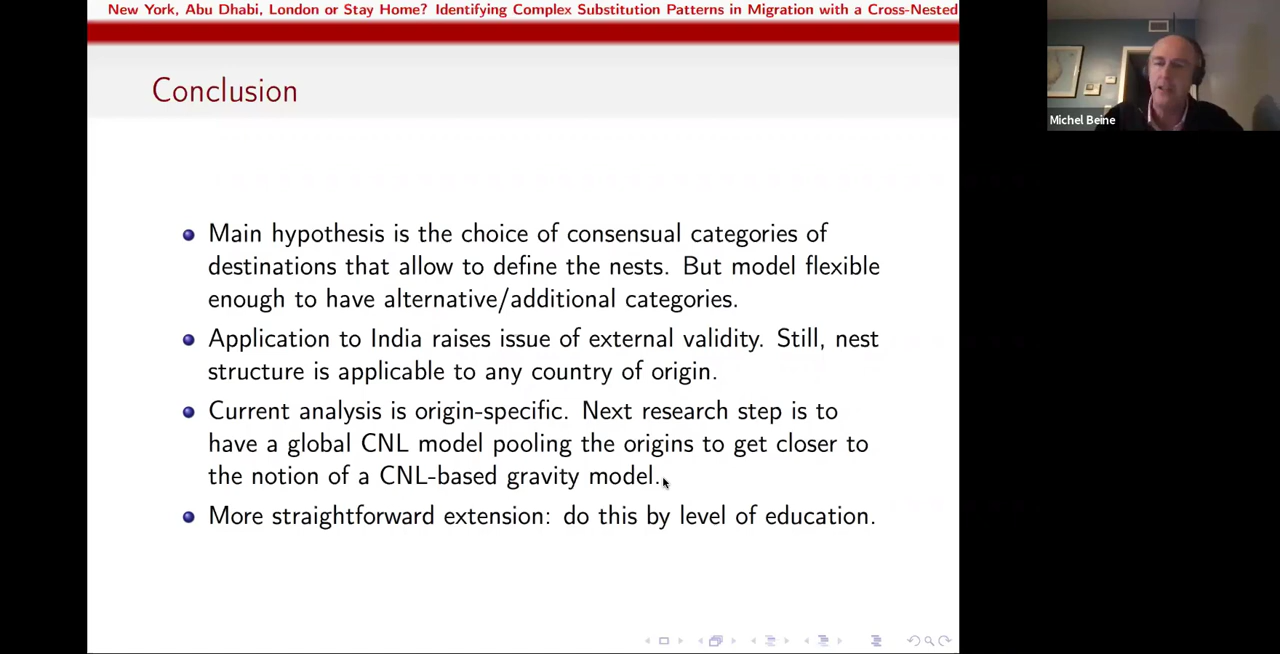 New York, Abu Dhabi, London or Stay Home? Identifying Complex Substitution Patterns in Migration with a Cross-Nested
Conclusion
Michel Beine
Main hypothesis is the choice of consensual categories of
destinations that allow to define the nests. But model flexible
enough to have alternative/additional categories.
Application to India raises issue of external validity. Still, nest
structure is applicable to any country of origin.
Current analysis is origin-specific. Next research step is to
have a global CNL model pooling the origins to get closer to
the notion of a CNL-based gravity model.
More straightforward extension: do this by level of education.